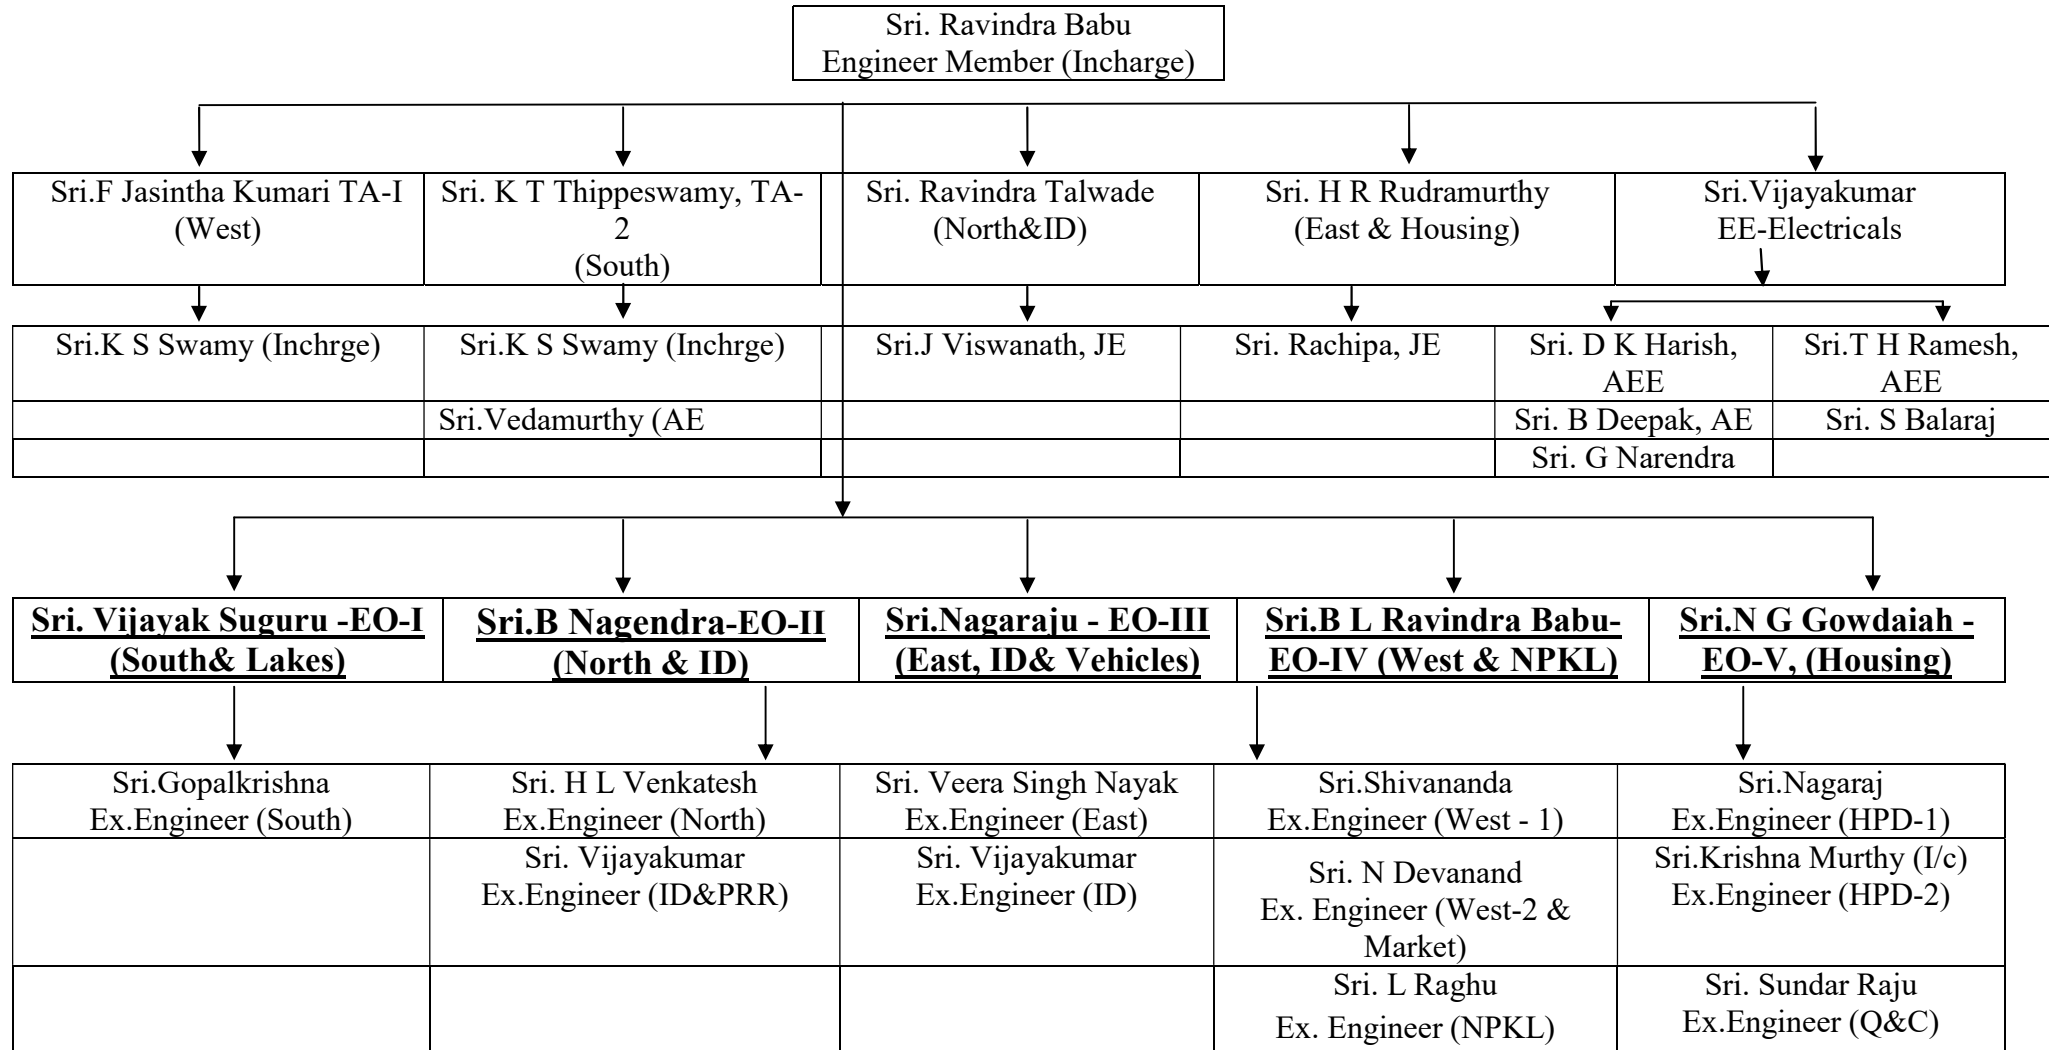 Sri. Ravindra Babu
Engineer Member (Incharge)
Sri.F Jasintha Kumari TA-I
(West)
Sri. K T Thippeswamy, TA-
2
(South)
Sri. Ravindra Talwade
(North&ID)
Sri. H R Rudramurthy
(East & Housing)
Sri.Vijayakumar
EE-Electricals
Sri.K S Swamy (Inchrge)
Sri.K S Swamy (Inchrge)
Sri.J Viswanath, JE
Sri. Rachipa, JE
Sri. D K Harish,
AEE
Sri.T H Ramesh,
AEE
Sri.Vedamurthy (AE
Sri. B Deepak, AE
Sri. S Balaraj
Sri. G Narendra
Sri. Vijayak Suguru -EO-I
(South& Lakes)
Sri.B Nagendra-EO-II
(North & ID)
Sri.Nagaraju - EO-III
(East, ID& Vehicles)
Sri.B L Ravindra Babu-
EO-IV (West & NPKL)
Sri.N G Gowdaiah -
EO-V, (Housing)
Sri.Gopalkrishna
Ex.Engineer (South)
Sri. H L Venkatesh
Ex.Engineer (North)
Sri. Veera Singh Nayak
Ex.Engineer (East)
Sri.Shivananda
Ex.Engineer (West - 1)
Sri.Nagaraj
Ex.Engineer (HPD-1)
Sri. Vijayakumar
Ex.Engineer (ID&PRR)
Sri. Vijayakumar
Ex.Engineer (ID)
Sri. N Devanand
Ex. Engineer (West-2 &
Market)
Sri.Krishna Murthy (I/c)
Ex.Engineer (HPD-2)
Sri. L Raghu
Ex. Engineer (NPKL)
Sri. Sundar Raju
Ex.Engineer (Q&C)